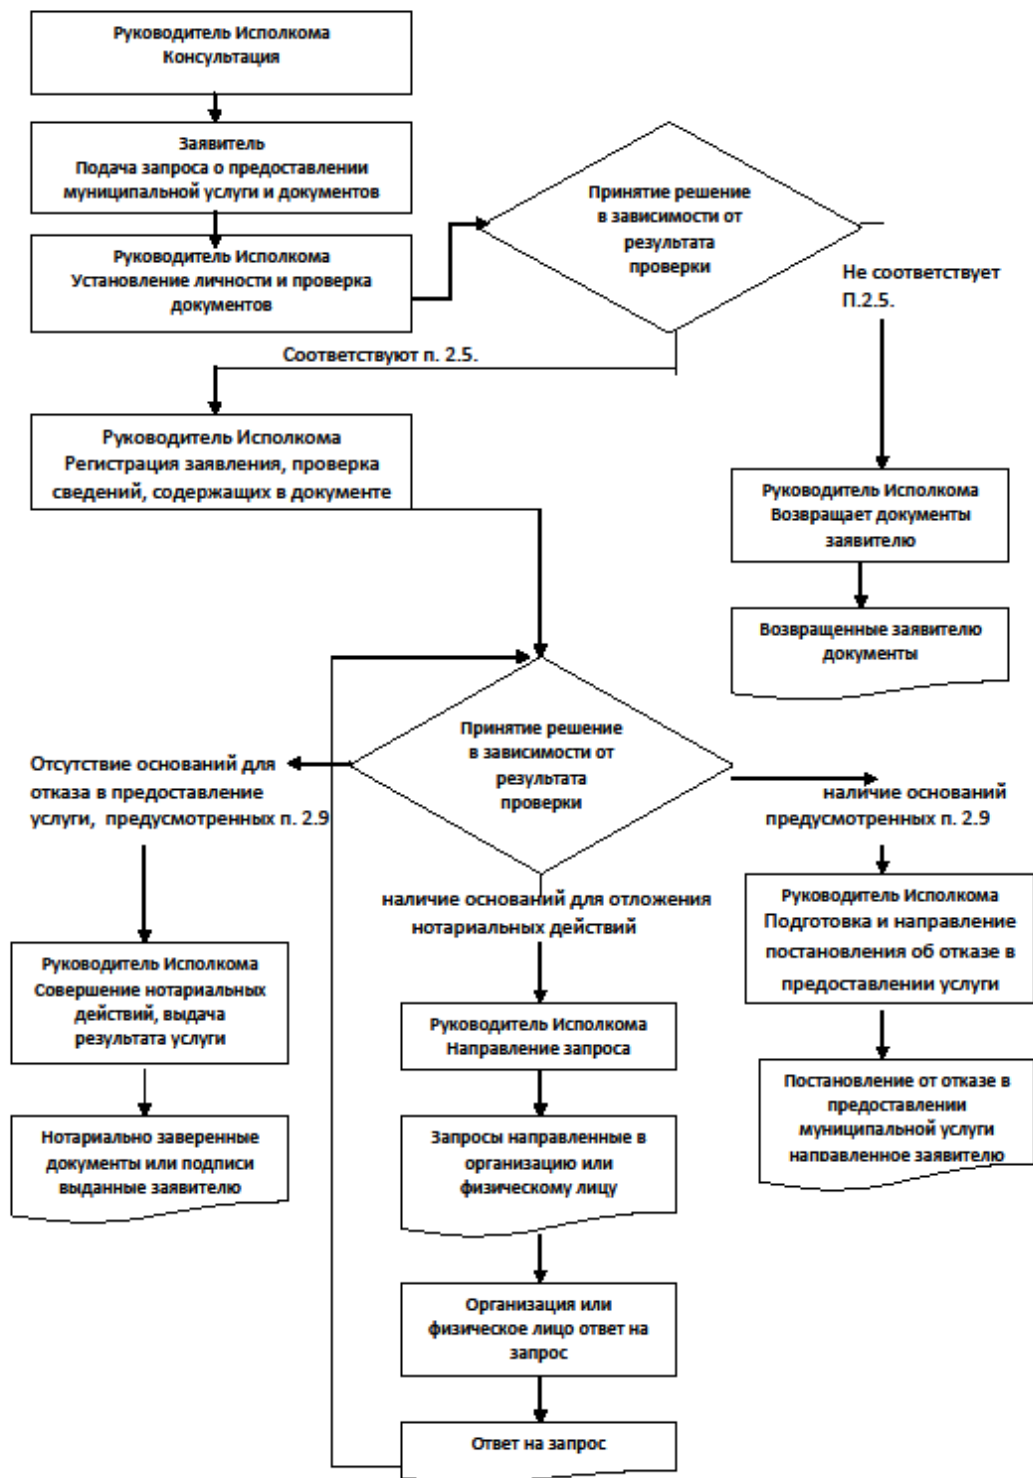 Руководитель Исполкома
Консультация
Заявитель
Подача запроса о предоставлении
муниципальной услуги и документов
Руководитель Исполкома
Установление личности и проверка
документов
Принятие решение
в зависимости от
результата
проверки
Не соответствует
П.2.5.
Соответствуют п. 2.5.
Руководитель Исполкома
Регистрация заявления, проверка
сведений, содержащих в документе
Руководитель Исполкома
Возвращает документы
заявителю
Возвращенные заявителю
документы
Принятие решение
в зависимости от
результата
проверки
Отсутствие оснований для
отказа в предоставление
услуги, предусмотренных п. 2.9
наличие оснований
предусмотренных п. 2.9
наличие оснований для отложения
нотариальных действий
Руководитель Исполкома
Подготовка и направление
постановления об отказе в
предоставлении услуги
Руководитель Исполкома
Совершение нотариальных
действий, выдача
результата услуги
Руководитель Исполкома
Направление запроса
Постановление от отказе в
предоставлении
муниципальной услуги
направленное заявителю
Нотариально заверенные
документы или подписи
выданные заявителю
Запросы направленные в
организацию или
физическому лицу
Организация или
физическое лицо ответ на
запрос
Ответ на запрос